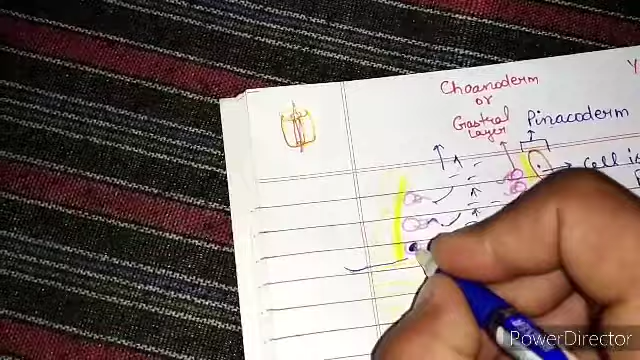 Choanoderm
or
Gastral
layer
Pinacoderm
Cell is
PowerDirector